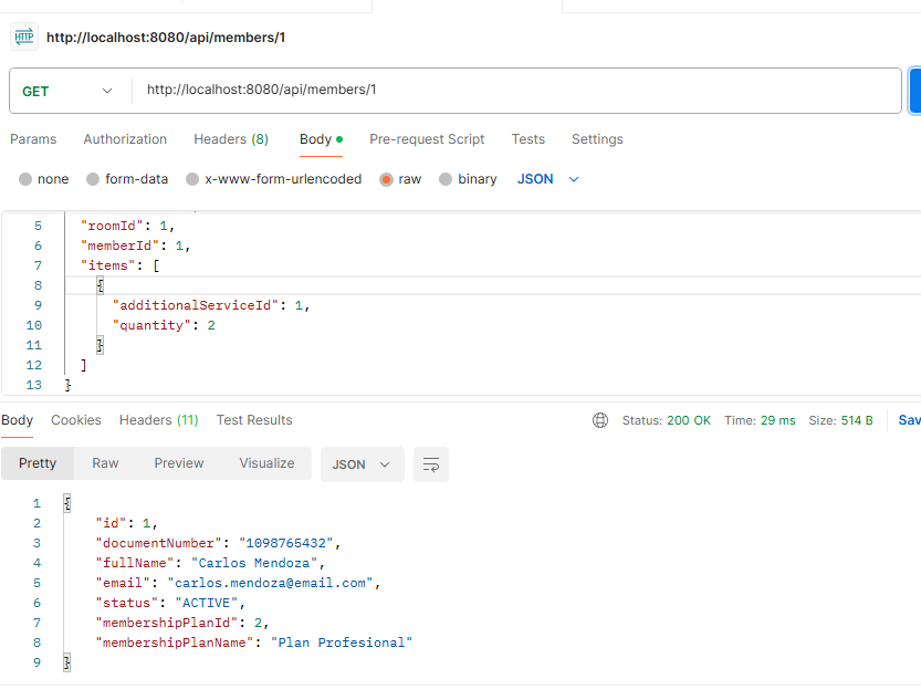 HTTP http://localhost:8080/api/members/1
GET http://localhost:8080/api/members/1
Params Authorization Headers (8) Body Pre-request Script Tests Settings
none form-data x-www-form-urlencoded raw binary JSON
5 "roomId": 1,
6 "memberId": 1,
7 "items": [
8 {
9 "additionalServiceId": 1,
10 "quantity": 2
11 }
12 ]
13 }
Body Cookies Headers (11) Test Results Status: 200 OK Time: 29 ms Size: 514 B Sav
Pretty Raw Preview Visualize JSON
1 {
2 "id": 1,
3 "documentNumber": "1098765432",
4 "fullName": "Carlos Mendoza",
5 "email": "carlos.mendoza@email.com",
6 "status": "ACTIVE",
7 "membershipPlanId": 2,
8 "membershipPlanName": "Plan Profesional"
9 }